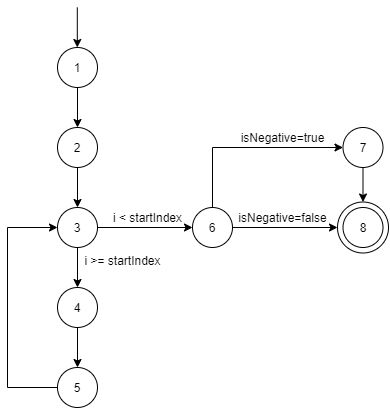 1
2
isNegative=true
7
3
i < startIndex
6
isNegative=false
8
i >= startIndex
4
5